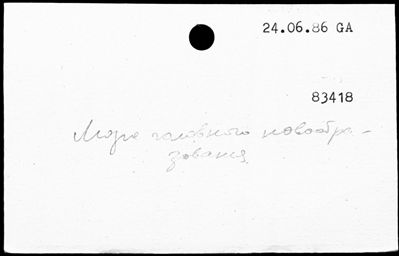 24.06.86 GA
83418
головного новообра-
зования